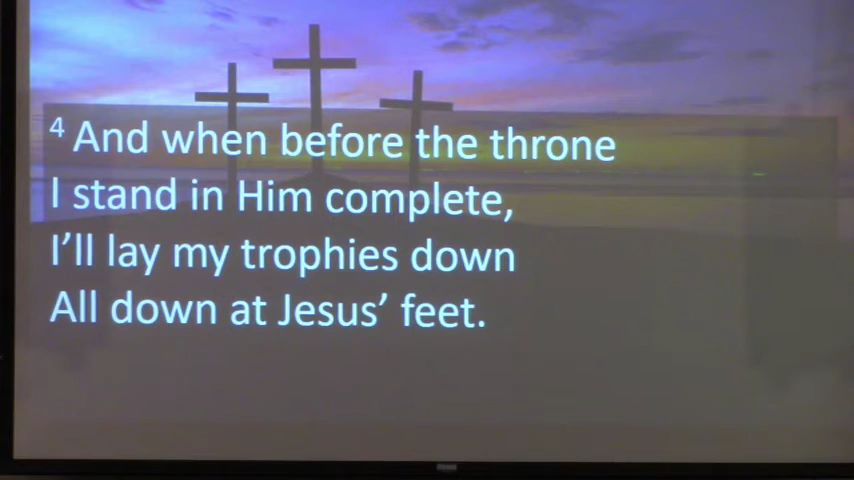 4 And when before the throne
I stand in Him complete,
I'll lay my trophies down
All down at Jesus' feet.